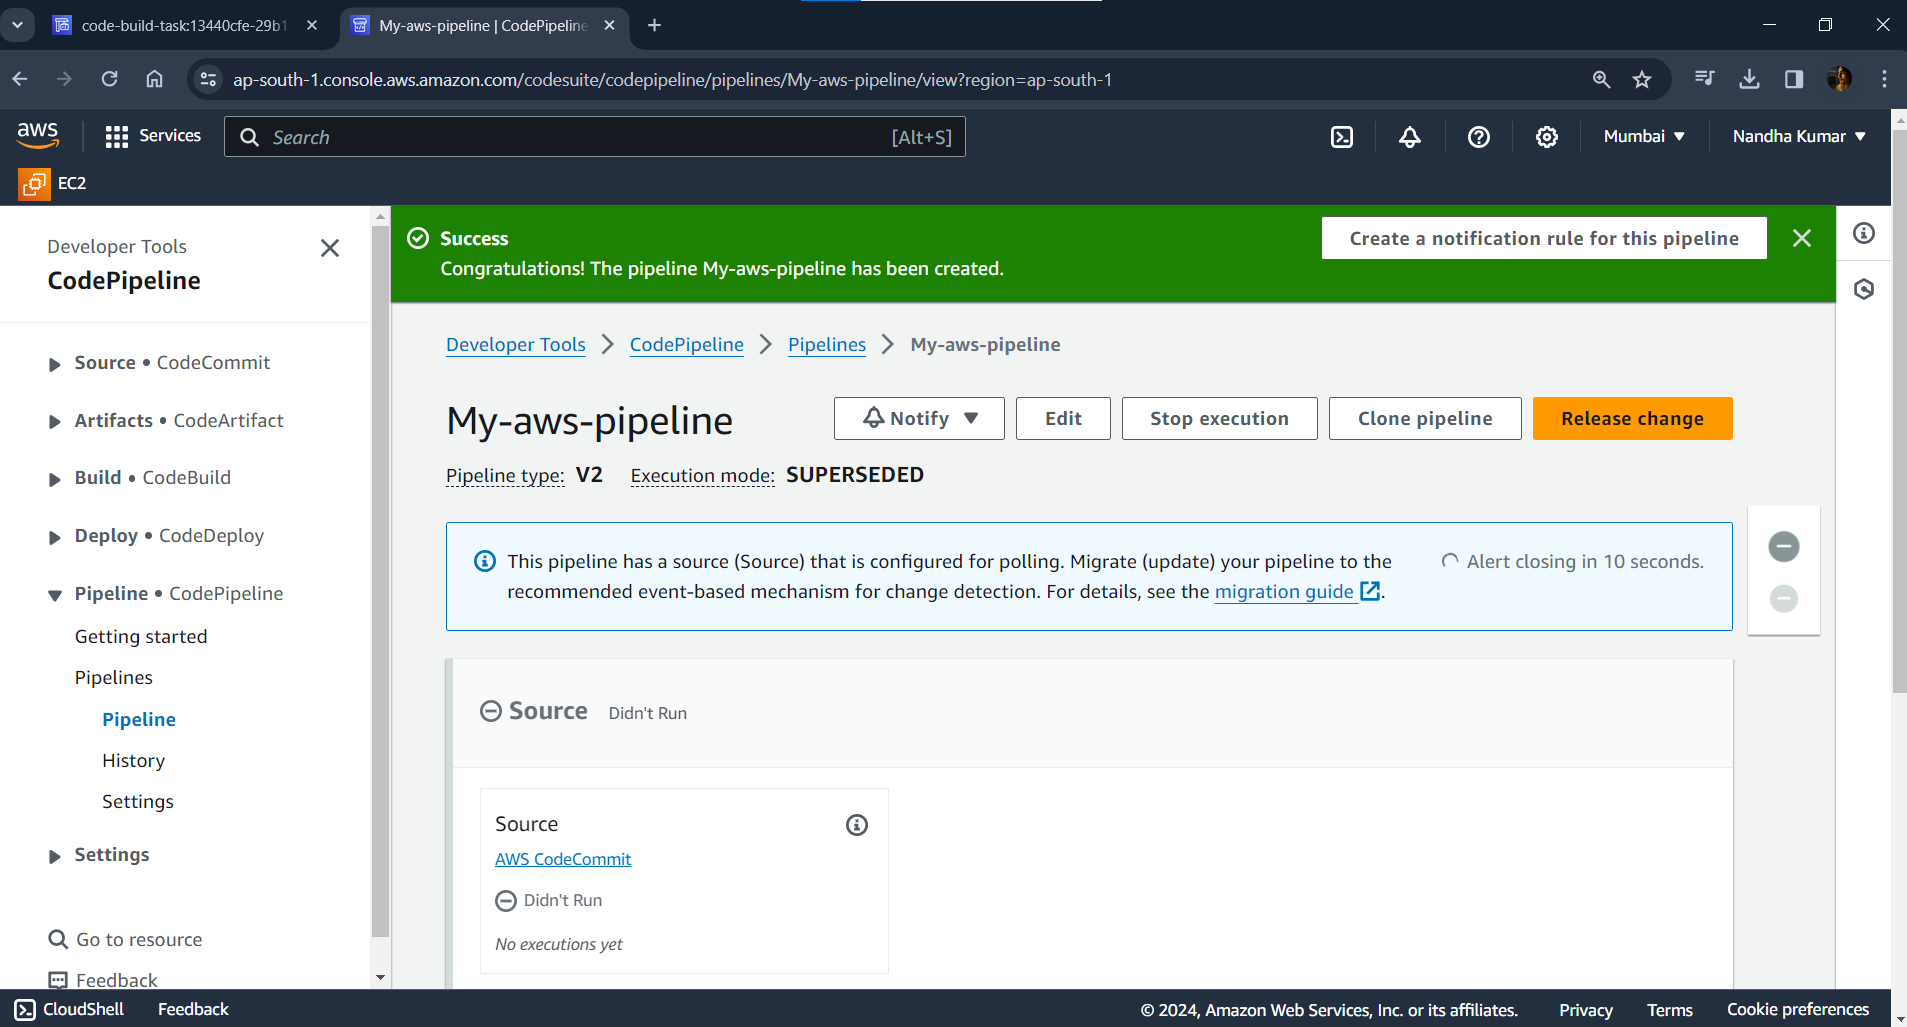 code-build-task:13440cfe-29b1
My-aws-pipeline | CodePipeline
ap-south-1.console.aws.amazon.com/codesuite/codepipeline/pipelines/My-aws-pipeline/view?region=ap-south-1
aws
Services
Search
[Alt+S]
Mumbai
Nandha Kumar
EC2
Developer Tools
CodePipeline
Source • CodeCommit
Artifacts • CodeArtifact
Build • CodeBuild
Deploy • CodeDeploy
Pipeline • CodePipeline
Getting started
Pipelines
Pipeline
History
Settings
Settings
Go to resource
Feedback
Success
Congratulations! The pipeline My-aws-pipeline has been created.
Create a notification rule for this pipeline
Developer Tools > CodePipeline > Pipelines > My-aws-pipeline
My-aws-pipeline
Notify
Edit
Stop execution
Clone pipeline
Release change
Pipeline type: V2 Execution mode: SUPERSEDED
This pipeline has a source (Source) that is configured for polling. Migrate (update) your pipeline to the
recommended event-based mechanism for change detection. For details, see the migration guide.
Alert closing in 10 seconds.
Source Didn't Run
Source
AWS CodeCommit
Didn't Run
No executions yet
CloudShell
Feedback
© 2024, Amazon Web Services, Inc. or its affiliates.
Privacy
Terms
Cookie preferences